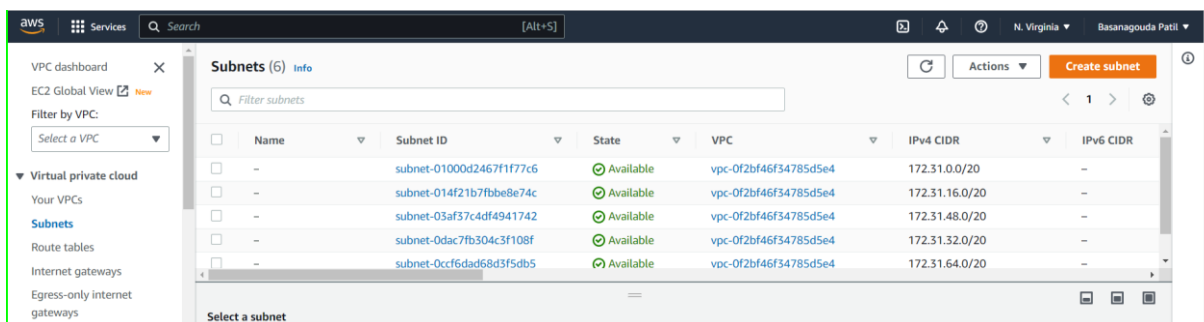 aws Services Search [Alt+S] N. Virginia ▼ Basanagouda Patil ▼
VPC dashboard
EC2 Global View New
Filter by VPC:
Select a VPC
Virtual private cloud
Your VPCs
Subnets
Route tables
Internet gateways
Egress-only internet
gateways
Subnets (6) Info
Actions ▼ Create subnet
Filter subnets
< 1 >
Name Subnet ID State VPC IPv4 CIDR IPv6 CIDR
– subnet-01000d2467f1f77c6 Available vpc-0f2bf46f34785d5e4 172.31.0.0/20 –
– subnet-014f21b7fbbe8e74c Available vpc-0f2bf46f34785d5e4 172.31.16.0/20 –
– subnet-03af37c4df4941742 Available vpc-0f2bf46f34785d5e4 172.31.48.0/20 –
– subnet-0dac7fb304c3f108f Available vpc-0f2bf46f34785d5e4 172.31.32.0/20 –
– subnet-0ccf6dad68d3f5db5 Available vpc-0f2bf46f34785d5e4 172.31.64.0/20 –
Select a subnet